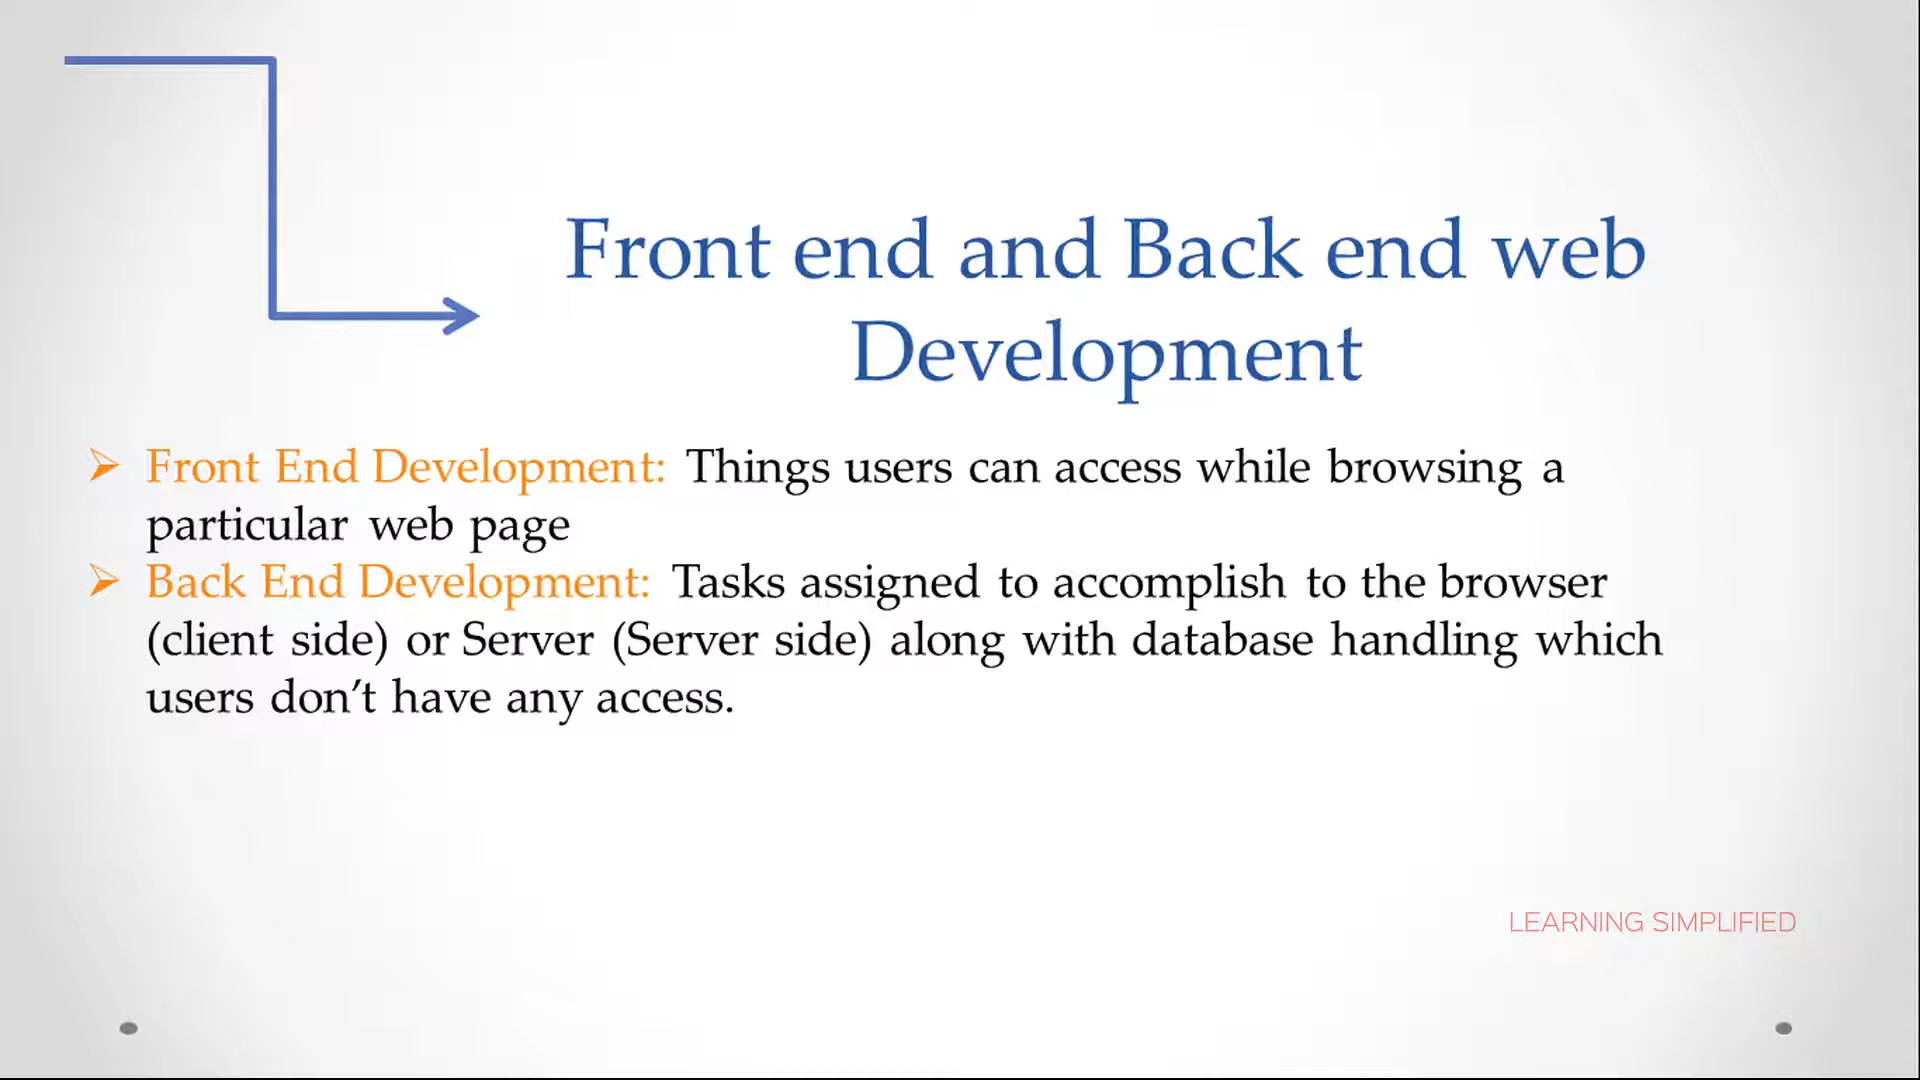 Front end and Back end web
Development
Front End Development: Things users can access while browsing a
particular web page
Back End Development: Tasks assigned to accomplish to the browser
(client side) or Server (Server side) along with database handling which
users don’t have any access.
LEARNING SIMPLIFIED